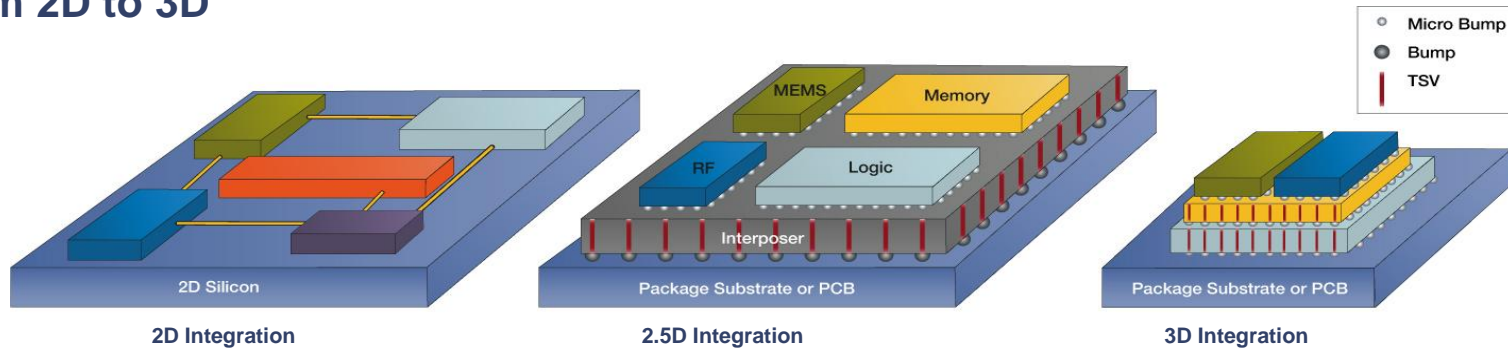 2D to 3D
Micro Bump
Bump
TSV
MEMS
Memory
RF
Logic
Interposer
2D Silicon
Package Substrate or PCB
Package Substrate or PCB
2D Integration
2.5D Integration
3D Integration